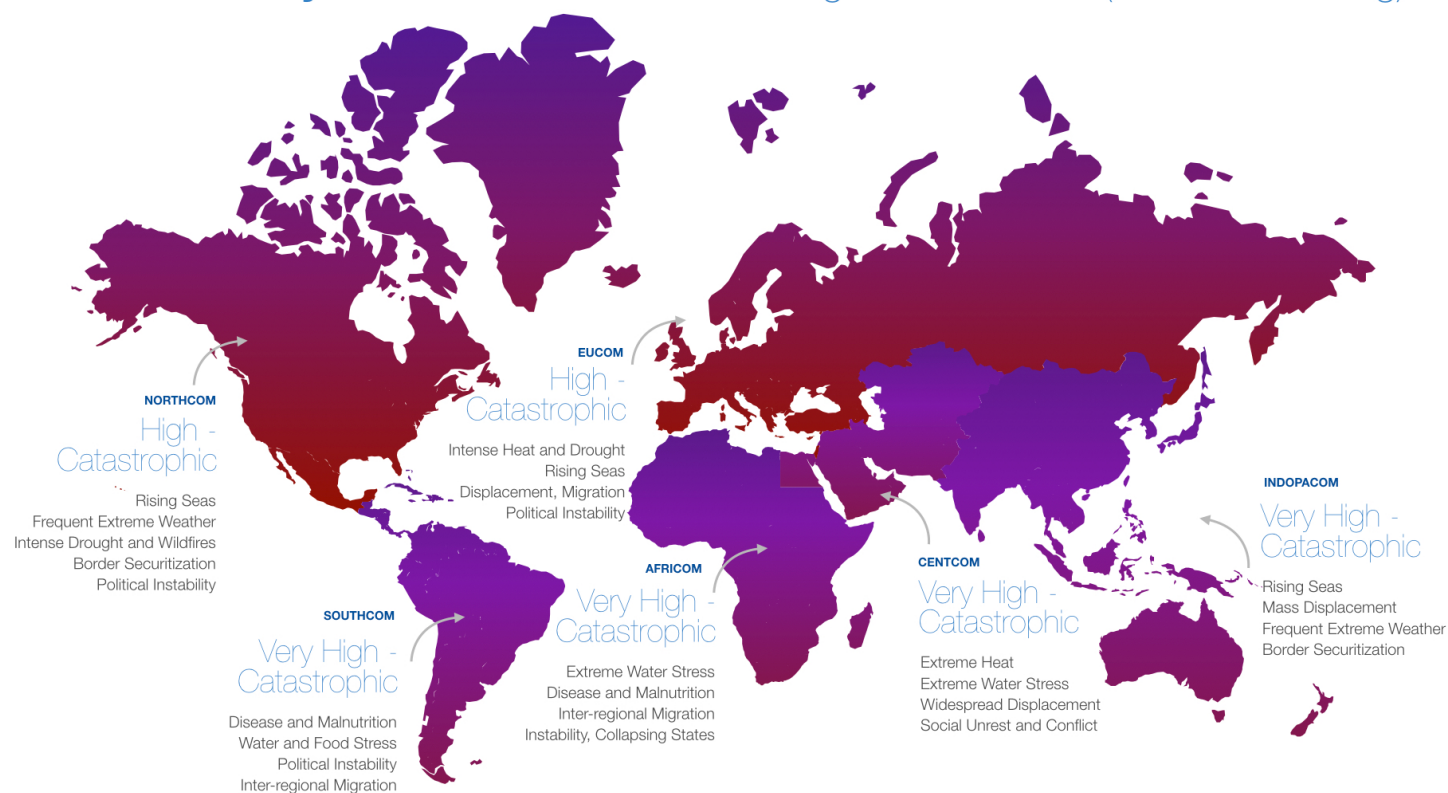 NORTHCOM
High -
Catastrophic
Rising Seas
Frequent Extreme Weather
Intense Drought and Wildfires
Border Securitization
Political Instability
EUCOM
High -
Catastrophic
Intense Heat and Drought
Rising Seas
Displacement, Migration
Political Instability
SOUTHCOM
Very High -
Catastrophic
Disease and Malnutrition
Water and Food Stress
Political Instability
Inter-regional Migration
AFRICOM
Very High -
Catastrophic
Extreme Water Stress
Disease and Malnutrition
Inter-regional Migration
Instability, Collapsing States
CENTCOM
Very High -
Catastrophic
Extreme Heat
Extreme Water Stress
Widespread Displacement
Social Unrest and Conflict
INDOPACOM
Very High -
Catastrophic
Rising Seas
Mass Displacement
Frequent Extreme Weather
Border Securitization